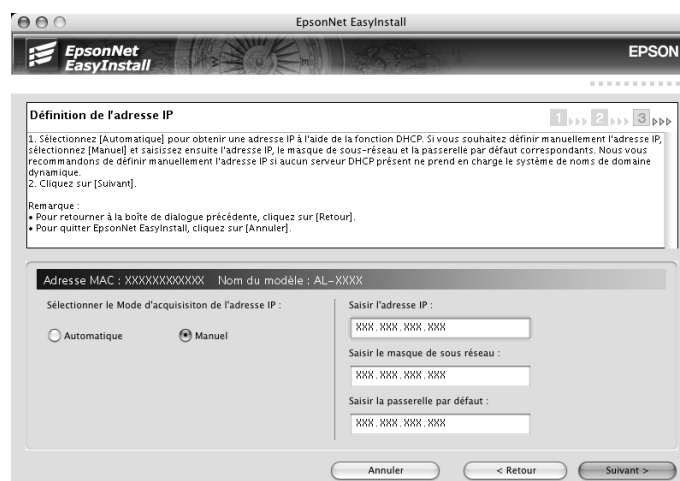 EpsonNet EasyInstall
EpsonNet
EasyInstall
EPSON
Définition de l'adresse IP
1 2 3
1. Sélectionnez [Automatique] pour obtenir une adresse IP à l'aide de la fonction DHCP. Si vous souhaitez définir manuellement l'adresse IP,
sélectionnez [Manuel] et saisissez ensuite l'adresse IP, le masque de sous-réseau et la passerelle par défaut correspondants. Nous vous
recommandons de définir manuellement l'adresse IP si aucun serveur DHCP présent ne prend en charge le système de noms de domaine
dynamique.
2. Cliquez sur [Suivant].
Remarque :
• Pour retourner à la boîte de dialogue précédente, cliquez sur [Retour].
• Pour quitter EpsonNet EasyInstall, cliquez sur [Annuler].
Adresse MAC : XXXXXXXXXXXX Nom du modèle : AL-XXXX
Sélectionner le Mode d'acquisisiton de l'adresse IP :
Automatique Manuel
Saisir l'adresse IP :
XXX.XXX.XXX.XXX
Saisir le masque de sous réseau :
XXX.XXX.XXX.XXX
Saisir la passerelle par défaut :
XXX.XXX.XXX.XXX
Annuler < Retour Suivant >